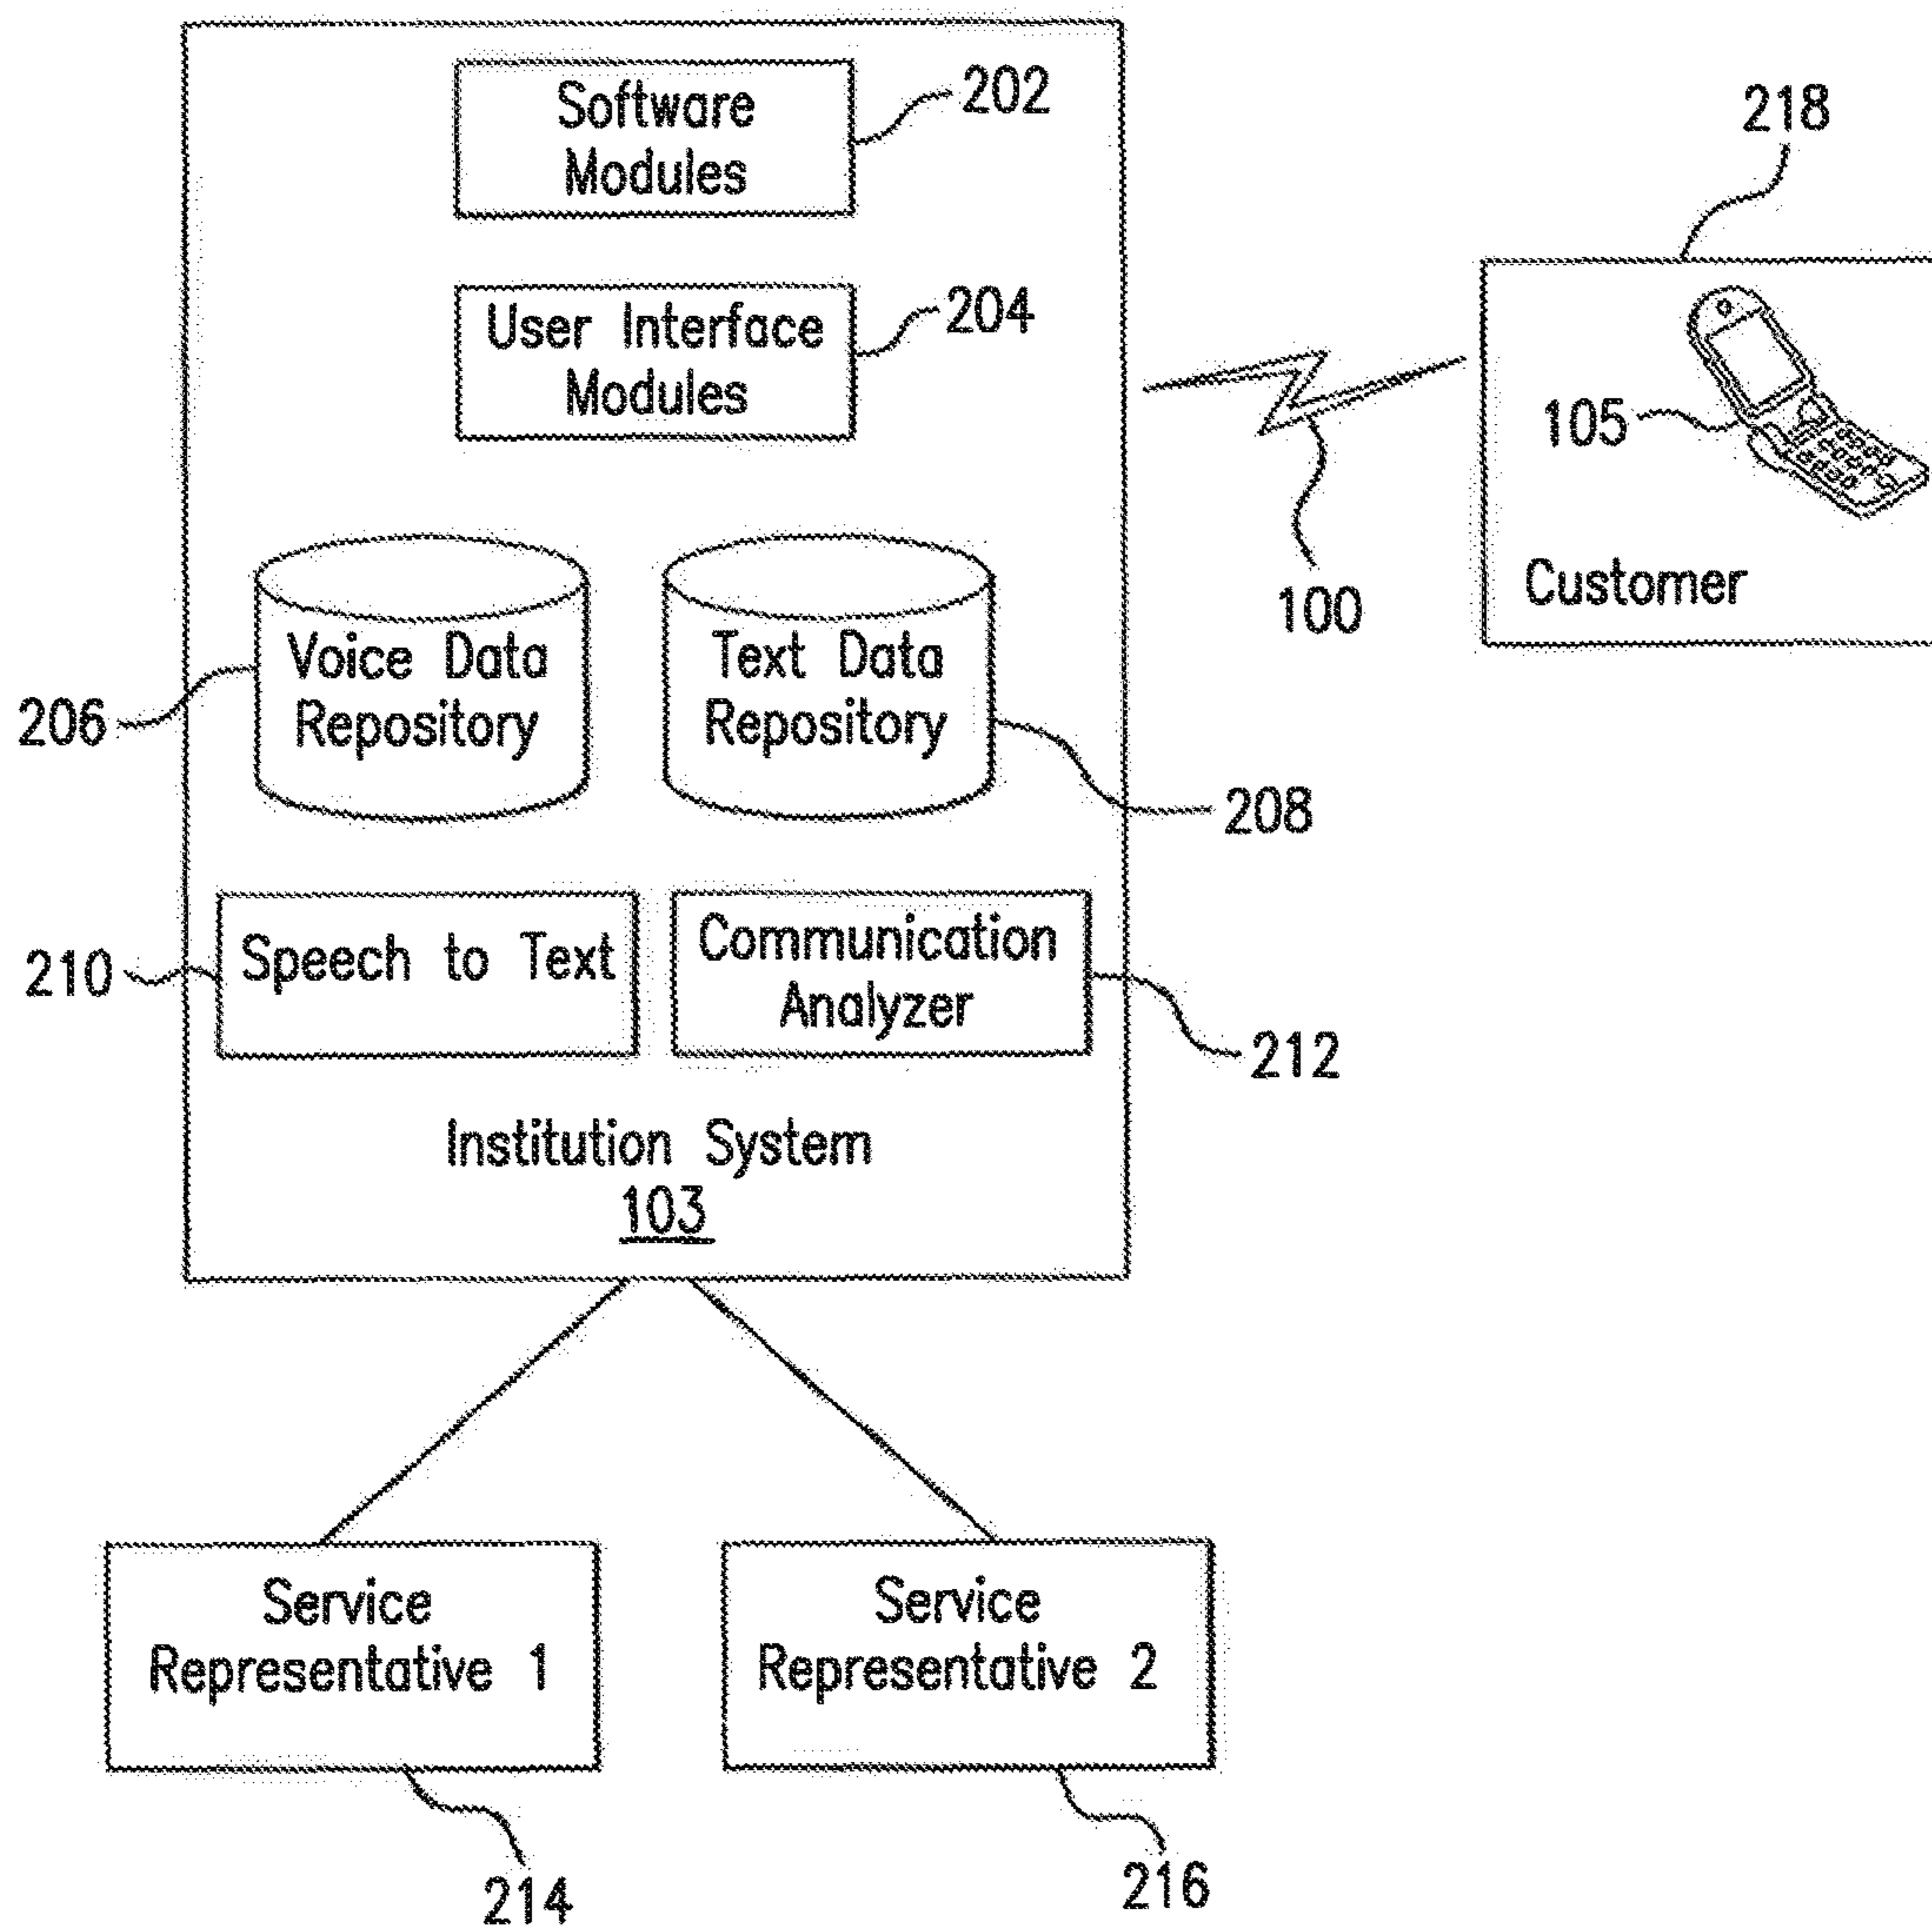 Software
Modules
202
218
User Interface
Modules
204
105
100
Customer
Voice Data
Repository
Text Data
Repository
206
208
Speech to Text
Communication
Analyzer
210
212
Institution System
103
Service
Representative 1
Service
Representative 2
214
216